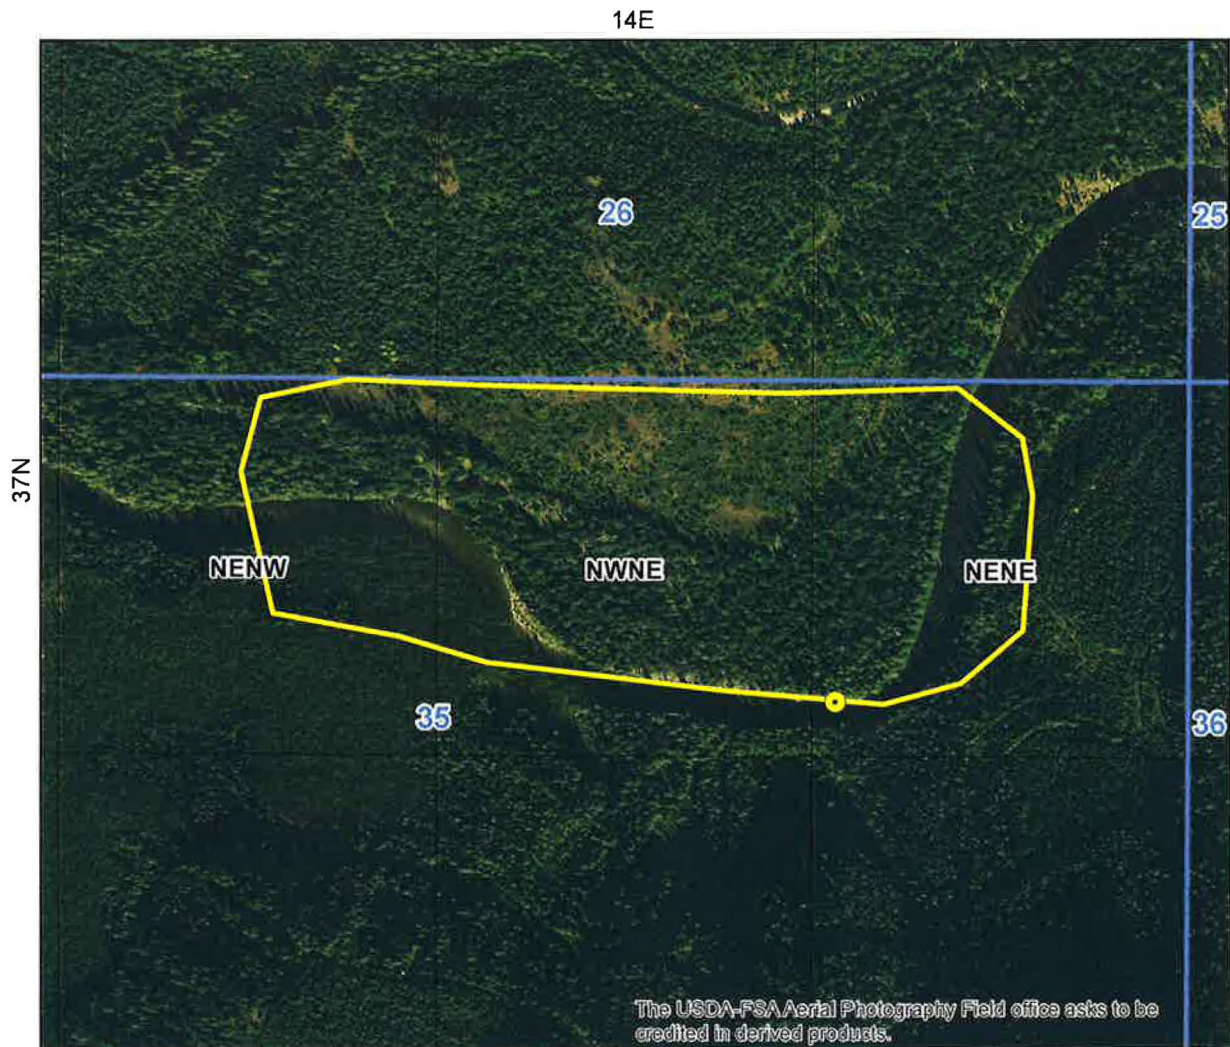 14E
26
25
37N
NENW
NWNE
NENE
35
36
The USDA-FSA Aerial Photography Field office asks to be
credited in derived products.